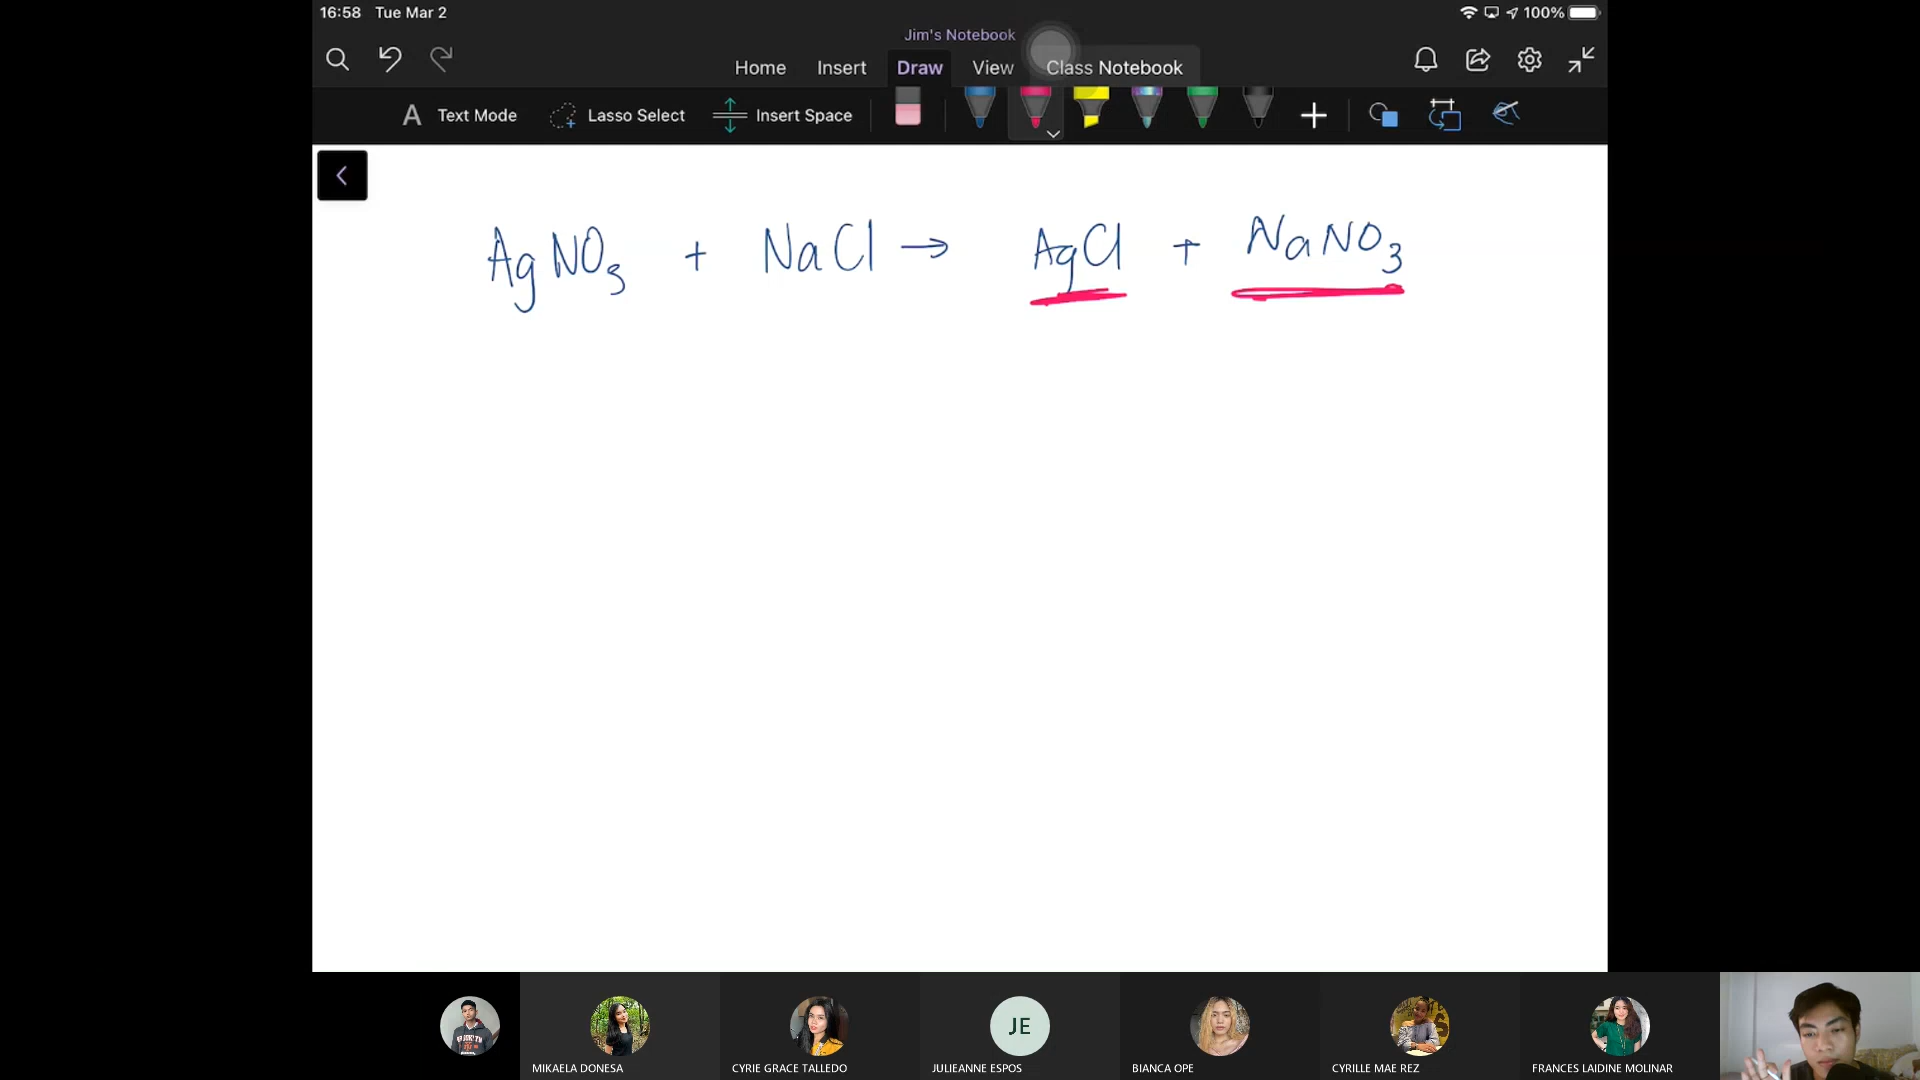 16:58 Tue Mar 2
100%
Jim's Notebook
Home Insert Draw View Class Notebook
A Text Mode Lasso Select Insert Space
AgNO₃ + NaCl → AgCl + NaNO₃
JE
BROOKLYN
MIKAELA DONESA CYRIE GRACE TALLEDO JULIEANNE ESPOS BIANCA OPE CYRILLE MAE REZ FRANCES LAIDINE MOLINAR